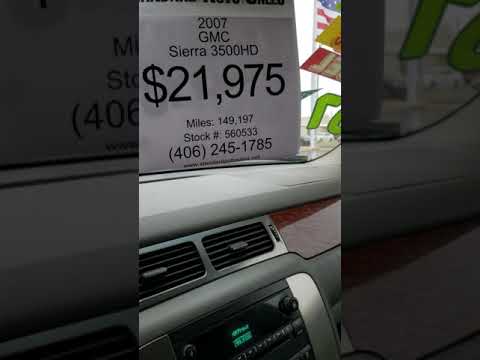 2007
GMC
Sierra 3500HD
$21,975
Miles: 149,197
Stock #: 560533
(406) 245-1785